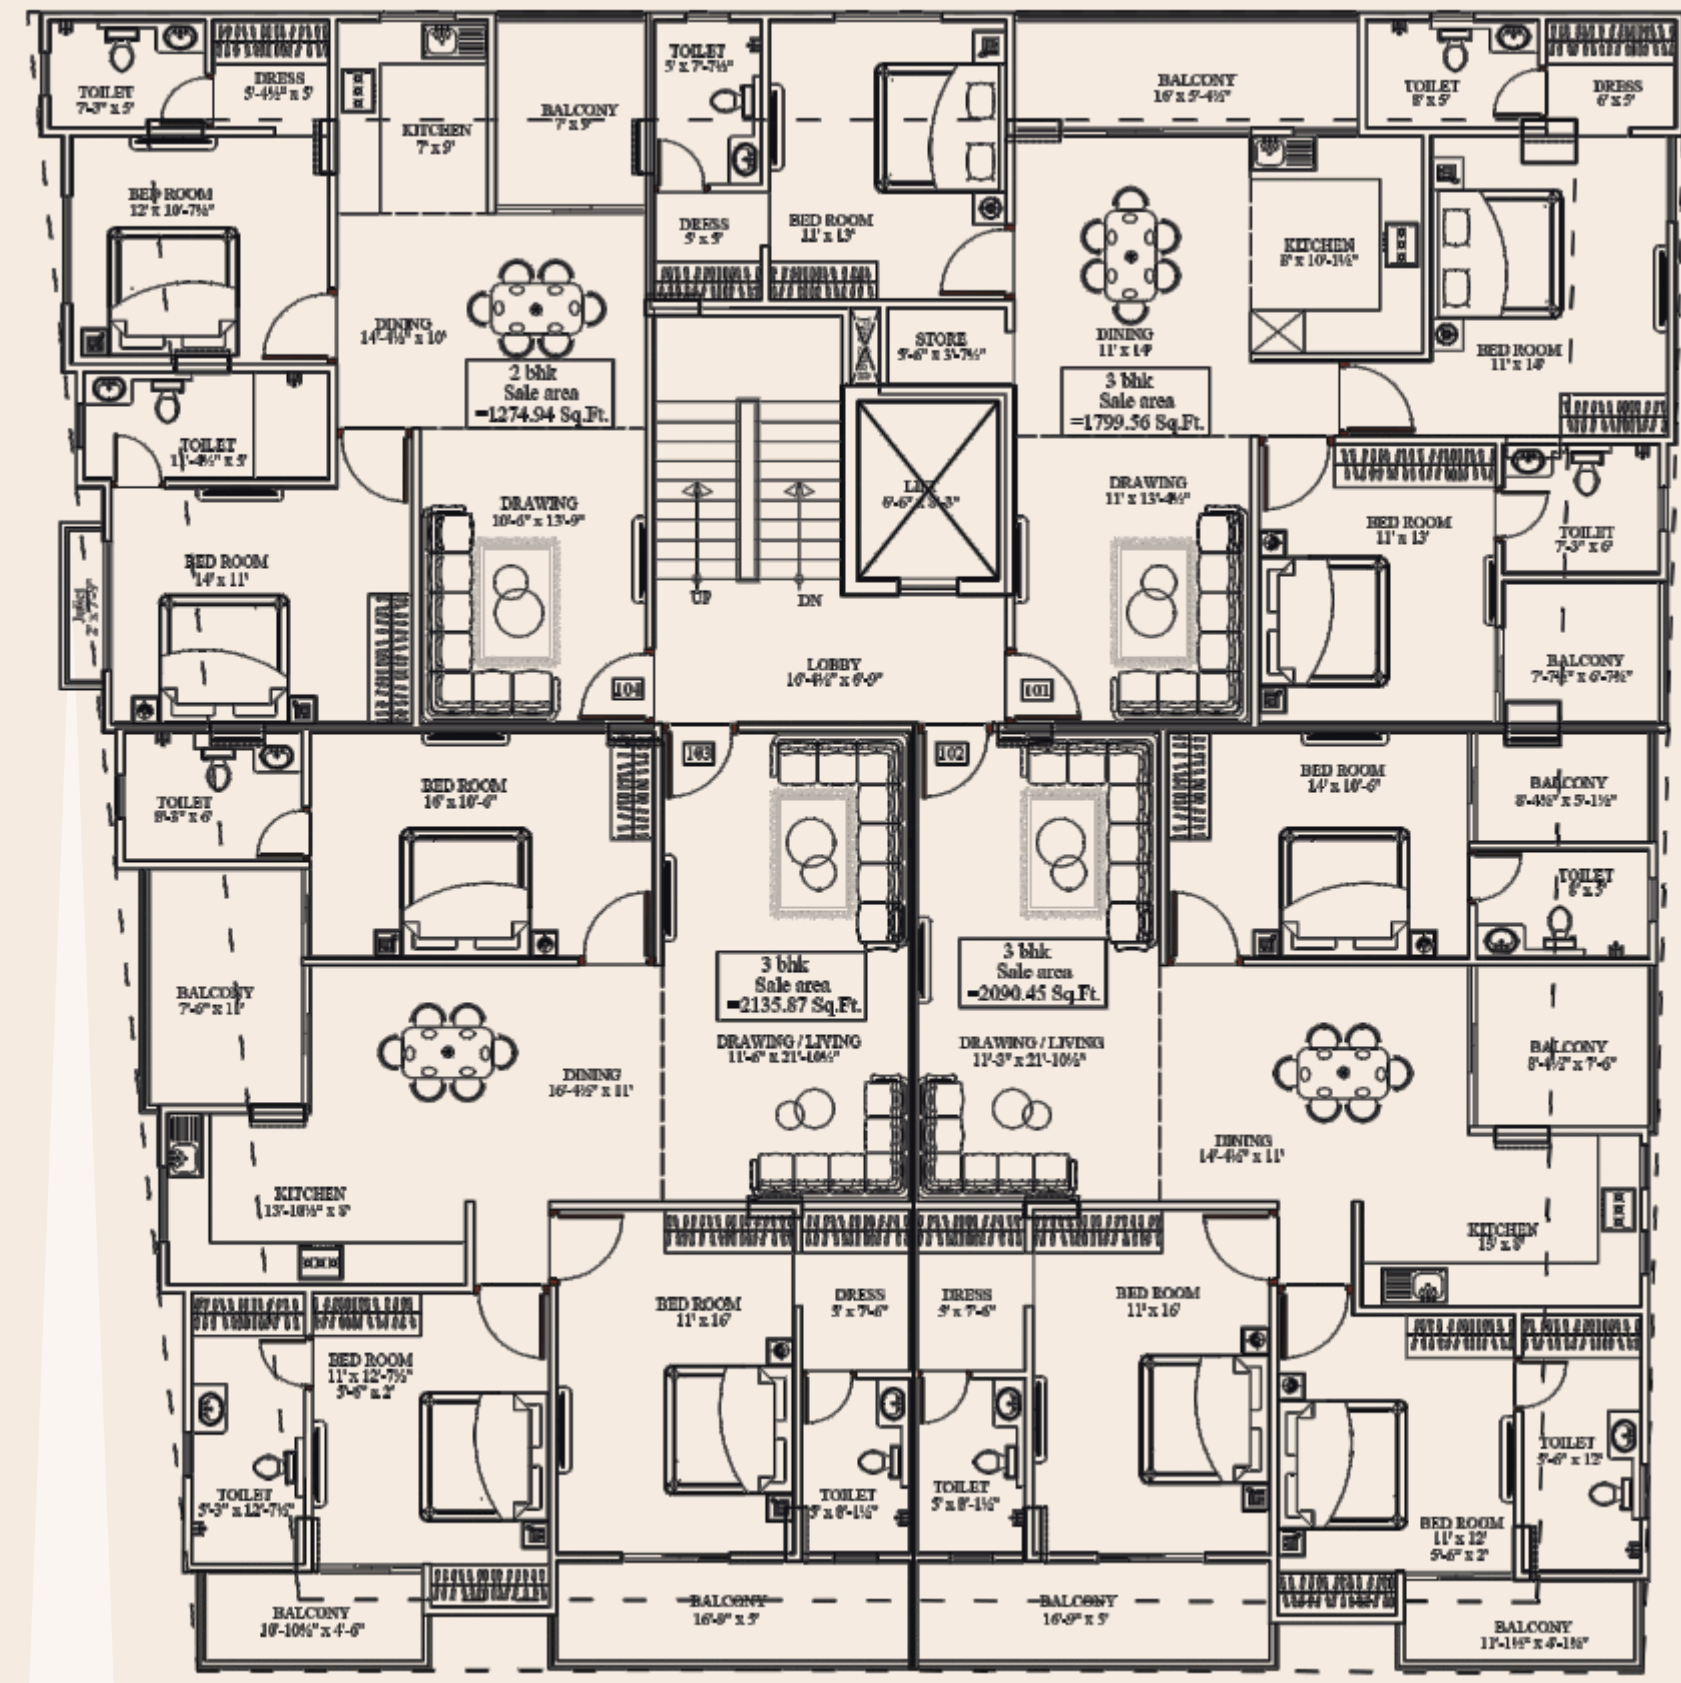 TOILET
7'-3" x 5'
DRESS
5'-4½" x 5'
KITCHEN
7' x 9'
BALCONY
7' x 9'
TOILET
5' x 7'-7½"
BED ROOM
11' x 13'
DRESS
5' x 5'
BALCONY
16' x 5'-4½"
TOILET
8' x 5'
DRESS
6' x 5'
BED ROOM
12' x 10'-7½"
DINING
14'-4½" x 10'
2 bhk
Sale area
=1274.94 Sq.Ft.
STORE
5'-6" x 3'-7½"
DINING
11' x 14'
3 bhk
Sale area
=1799.56 Sq.Ft.
KITCHEN
8' x 10'-1½"
BED ROOM
11' x 14'
TOILET
11'-4½" x 5'
DRAWING
10'-6" x 13'-9"
DRAWING
11' x 13'-4½"
BED ROOM
11' x 13'
TOILET
7'-3" x 6'
BED ROOM
14' x 11'
UP
DN
LOBBY
16'-4½" x 6'-9"
104
101
BALCONY
7'-7½" x 6'-7½"
103
102
TOILET
8'-3" x 6'
BED ROOM
16' x 10'-6"
BED ROOM
14' x 10'-6"
BALCONY
8'-4½" x 5'-1½"
TOILET
8' x 5'
BALCONY
7'-6" x 11'
3 bhk
Sale area
=2135.87 Sq.Ft.
3 bhk
Sale area
=2090.45 Sq.Ft.
DRAWING / LIVING
11'-6" x 21'-10½"
DRAWING / LIVING
11'-3" x 21'-10½"
DINING
16'-4½" x 11'
BALCONY
8'-4½" x 7'-6"
DINING
14'-4½" x 11'
KITCHEN
13'-10½" x 8'
KITCHEN
15' x 8'
BED ROOM
11' x 16'
DRESS
5' x 7'-6"
DRESS
5' x 7'-6"
BED ROOM
11' x 16'
BED ROOM
11' x 12'-7½"
5'-6" x 2'
TOILET
5'-3" x 12'-7½"
TOILET
5' x 8'-1½"
TOILET
5' x 8'-1½"
TOILET
5'-6" x 12'
BED ROOM
11' x 12'
5'-6" x 2'
BALCONY
10'-10½" x 4'-6"
BALCONY
16'-9" x 5'
BALCONY
16'-9" x 5'
BALCONY
11'-1½" x 4'-1½"